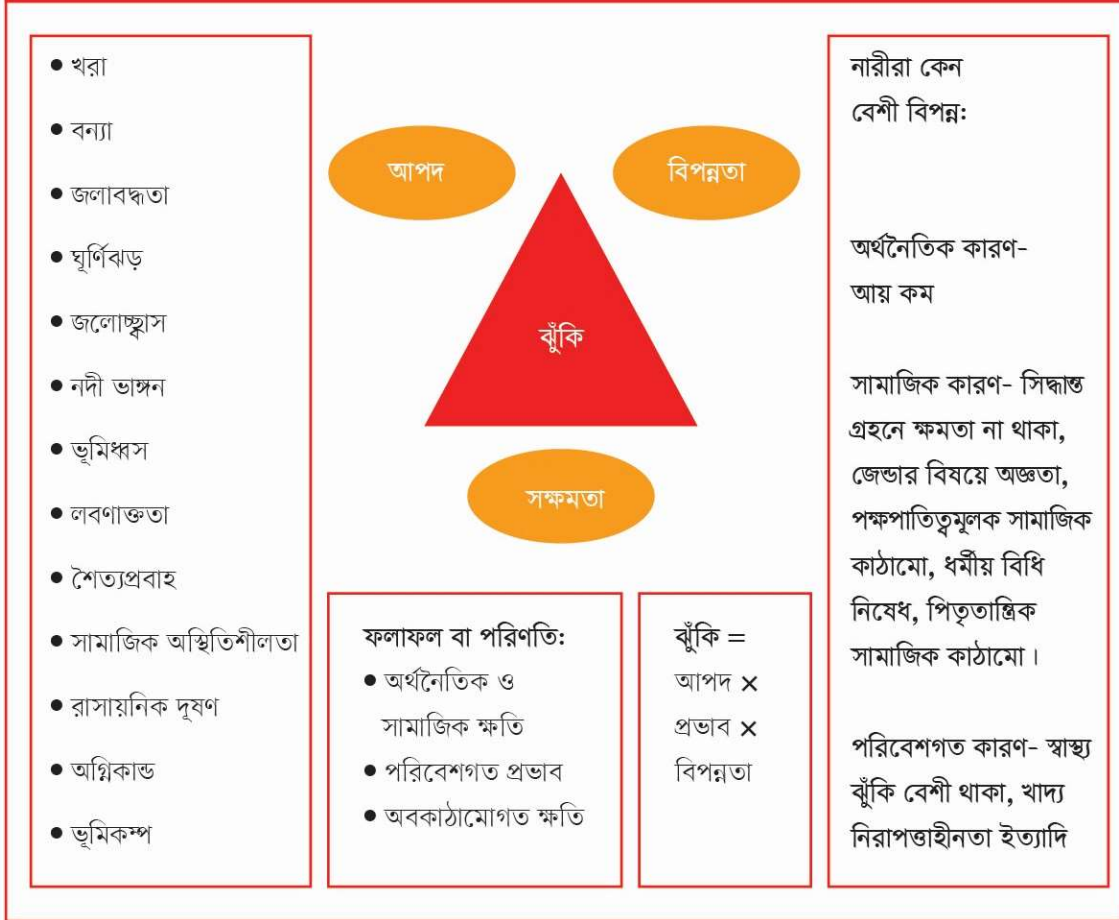 • খরা
• বন্যা
• জলাবদ্ধতা
• ঘূর্ণিঝড়
• জলোচ্ছ্বাস
• নদী ভাঙ্গন
• ভূমিধ্বস
• লবণাক্ততা
• শৈত্যপ্রবাহ
• সামাজিক অস্থিতিশীলতা
• রাসায়নিক দূষণ
• অগ্নিকান্ড
• ভূমিকম্প
আপদ
বিপন্নতা
ঝুঁকি
সক্ষমতা
ফলাফল বা পরিণতি:
• অর্থনৈতিক ও
সামাজিক ক্ষতি
• পরিবেশগত প্রভাব
• অবকাঠামোগত ক্ষতি
ঝুঁকি =
আপদ ×
প্রভাব ×
বিপন্নতা
নারীরা কেন
বেশী বিপন্ন:
অর্থনৈতিক কারণ-
আয় কম
সামাজিক কারণ- সিদ্ধান্ত
গ্রহনে ক্ষমতা না থাকা,
জেন্ডার বিষয়ে অজ্ঞতা,
পক্ষপাতিত্বমূলক সামাজিক
কাঠামো, ধর্মীয় বিধি
নিষেধ, পিতৃতান্ত্রিক
সামাজিক কাঠামো।
পরিবেশগত কারণ- স্বাস্থ্য
ঝুঁকি বেশী থাকা, খাদ্য
নিরাপত্তাহীনতা ইত্যাদি